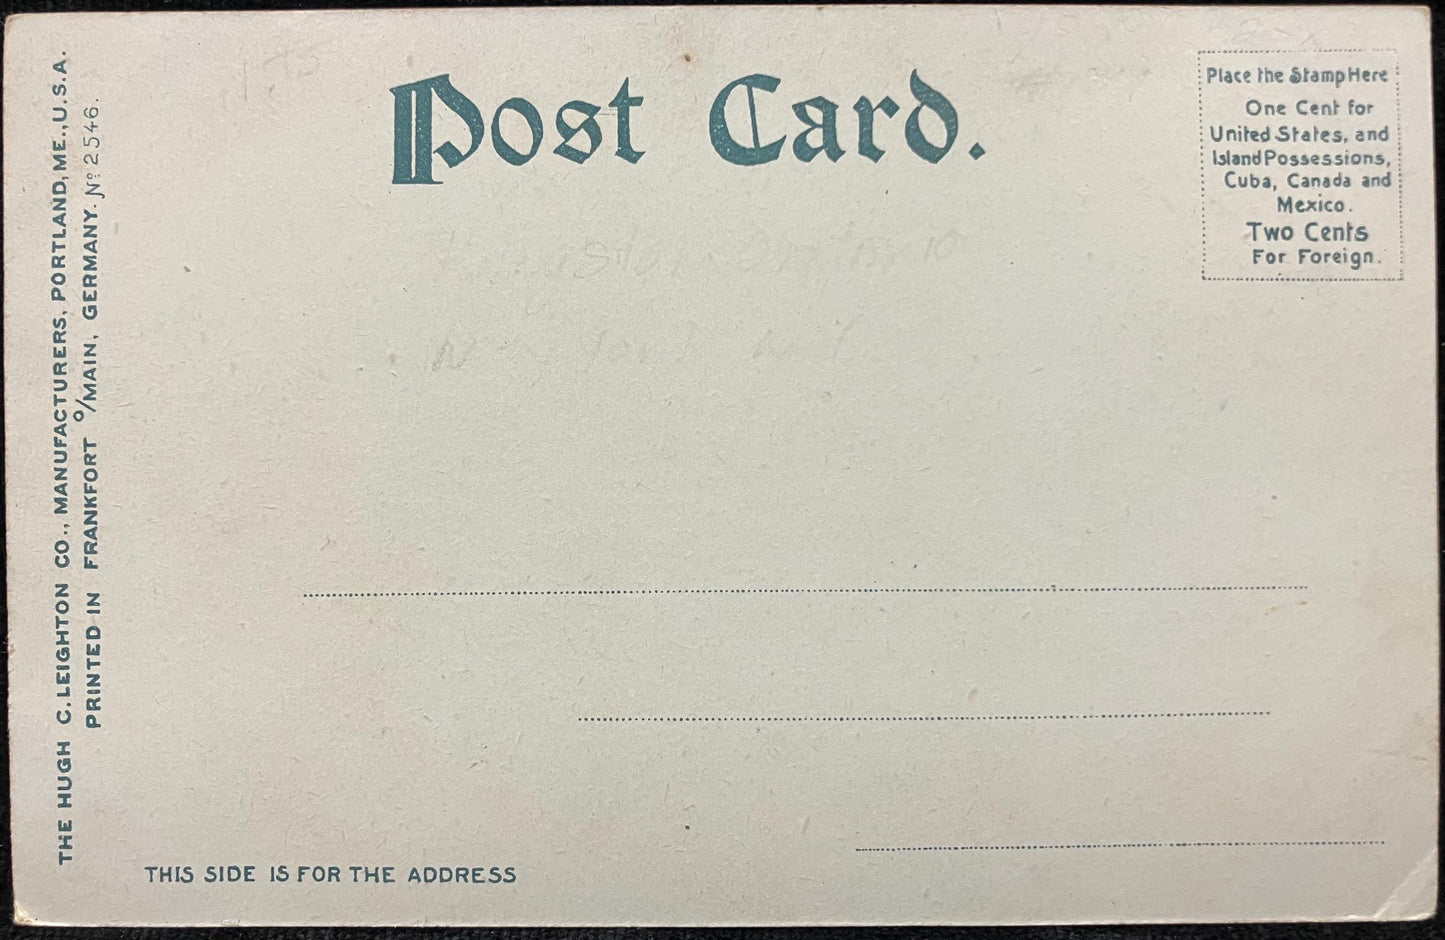 THE HUGH C. LEIGHTON CO., MANUFACTURERS, PORTLAND, ME., U.S.A.
PRINTED IN FRANKFORT O/MAIN, GERMANY. No 2546.
Post Card.
Place the Stamp Here
One Cent for
United States, and
Island Possessions,
Cuba, Canada and
Mexico.
Two Cents
For Foreign.
THIS SIDE IS FOR THE ADDRESS